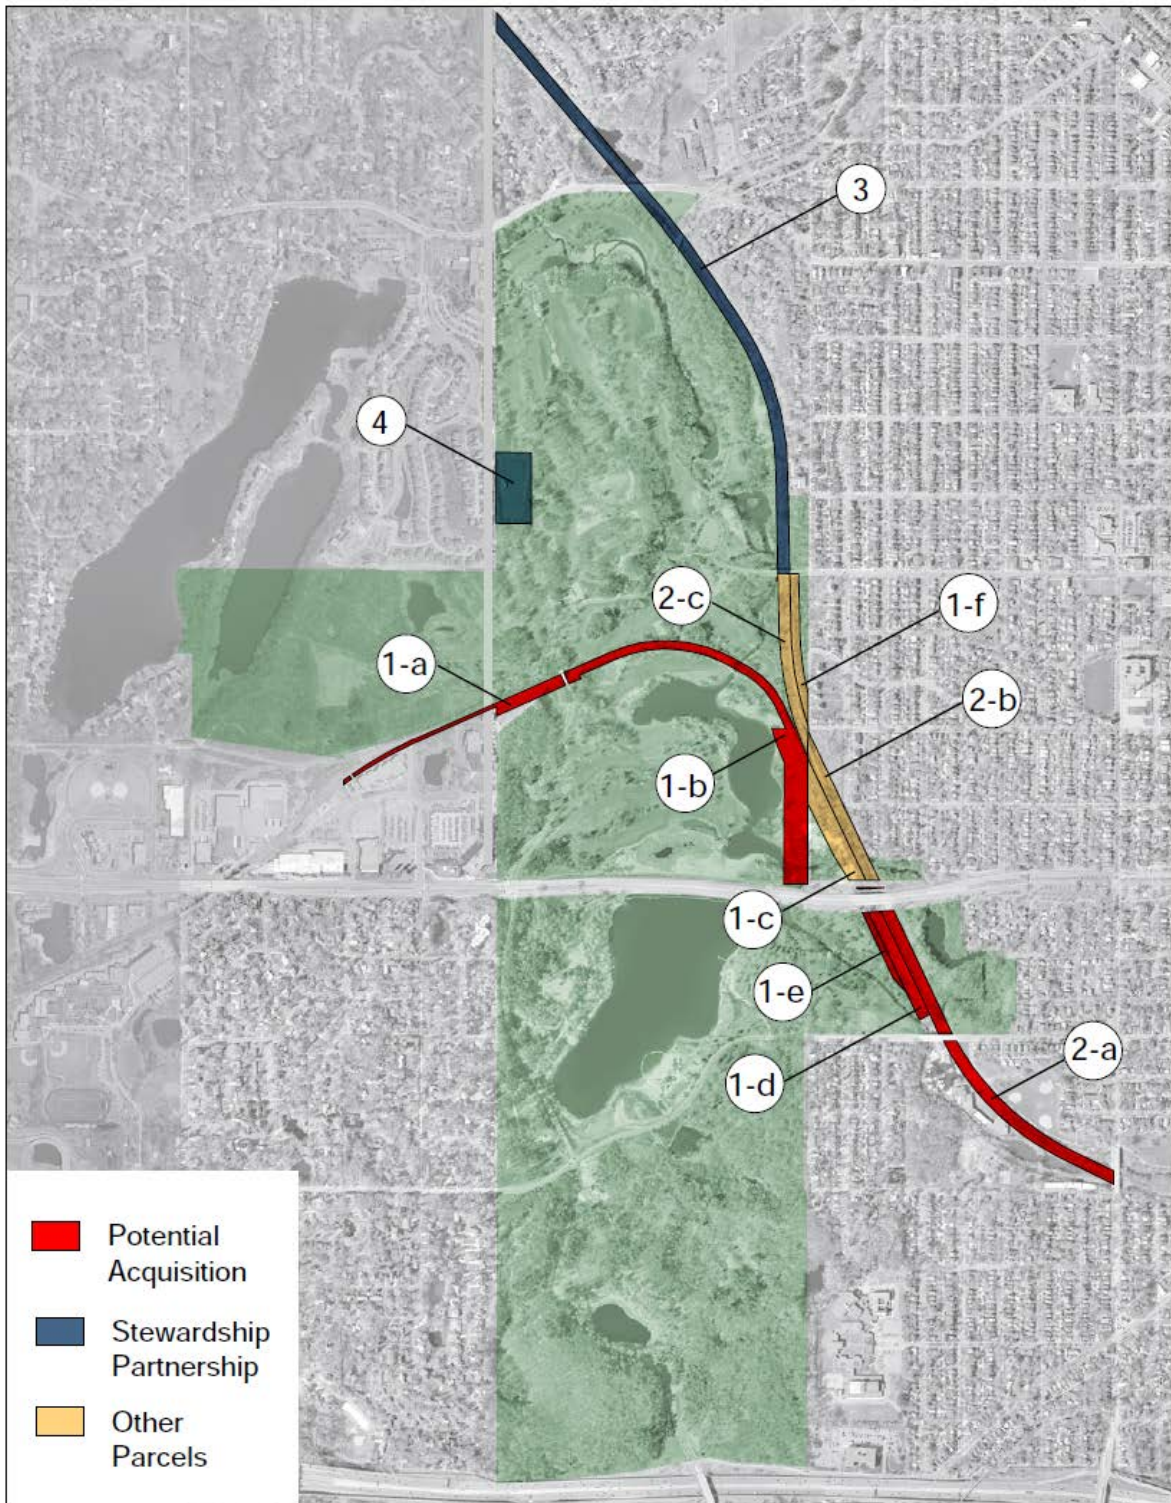 3
4
2-c
1-f
1-a
2-b
1-b
1-c
1-e
2-a
1-d
Potential
Acquisition
Stewardship
Partnership
Other
Parcels